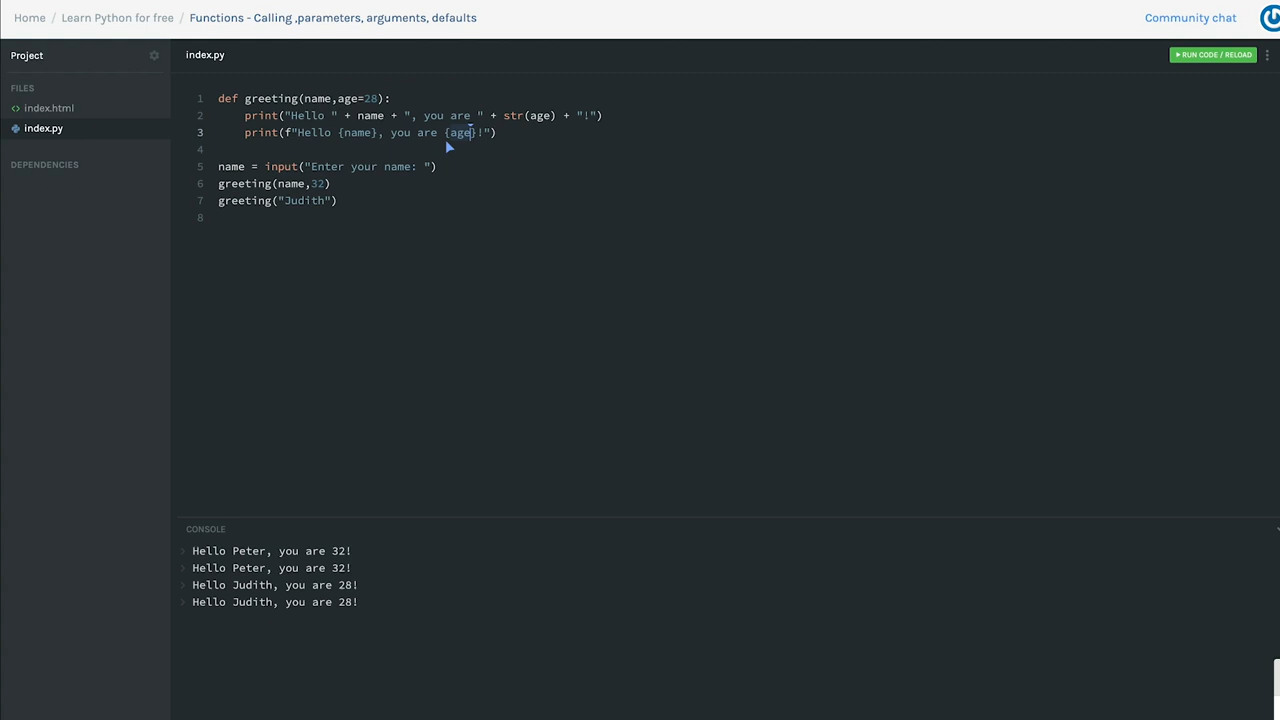 Home / Learn Python for free / Functions - Calling ,parameters, arguments, defaults
Community chat
Project
index.py
RUN CODE / RELOAD
FILES
index.html
index.py
DEPENDENCIES
1 def greeting(name,age=28):
2 print("Hello " + name + ", you are " + str(age) + "!")
3 print(f"Hello {name}, you are {age}!")
4
5 name = input("Enter your name: ")
6 greeting(name,32)
7 greeting("Judith")
8
CONSOLE
> Hello Peter, you are 32!
> Hello Peter, you are 32!
> Hello Judith, you are 28!
> Hello Judith, you are 28!